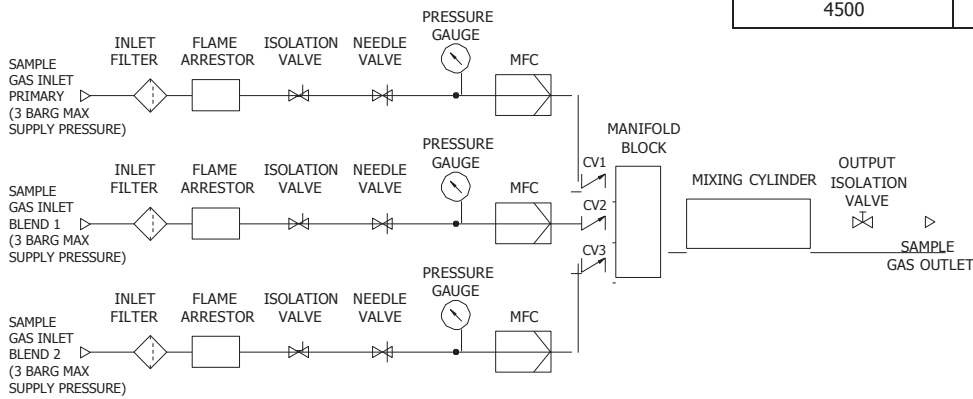 4500
PRESSURE
GAUGE
INLET
FILTER
FLAME
ARRESTOR
ISOLATION
VALVE
NEEDLE
VALVE
MFC
SAMPLE
GAS INLET
PRIMARY
(3 BARG MAX
SUPPLY PRESSURE)
MANIFOLD
BLOCK
CV1
PRESSURE
GAUGE
INLET
FILTER
FLAME
ARRESTOR
ISOLATION
VALVE
NEEDLE
VALVE
MFC
SAMPLE
GAS INLET
BLEND 1
(3 BARG MAX
SUPPLY PRESSURE)
CV2
MIXING CYLINDER
OUTPUT
ISOLATION
VALVE
SAMPLE
GAS OUTLET
CV3
PRESSURE
GAUGE
INLET
FILTER
FLAME
ARRESTOR
ISOLATION
VALVE
NEEDLE
VALVE
MFC
SAMPLE
GAS INLET
BLEND 2
(3 BARG MAX
SUPPLY PRESSURE)